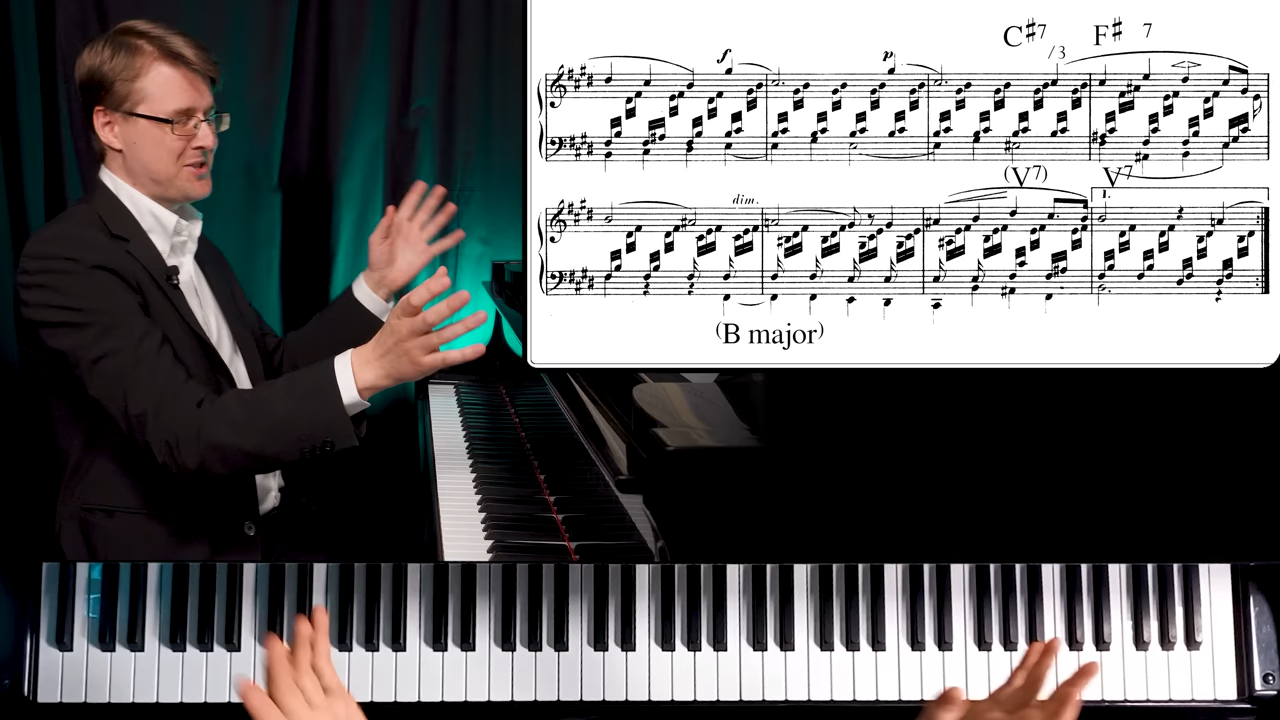 C♯7
/3
F♯ 7
f
p
(V7)
V7
1.
dim.
(B major)